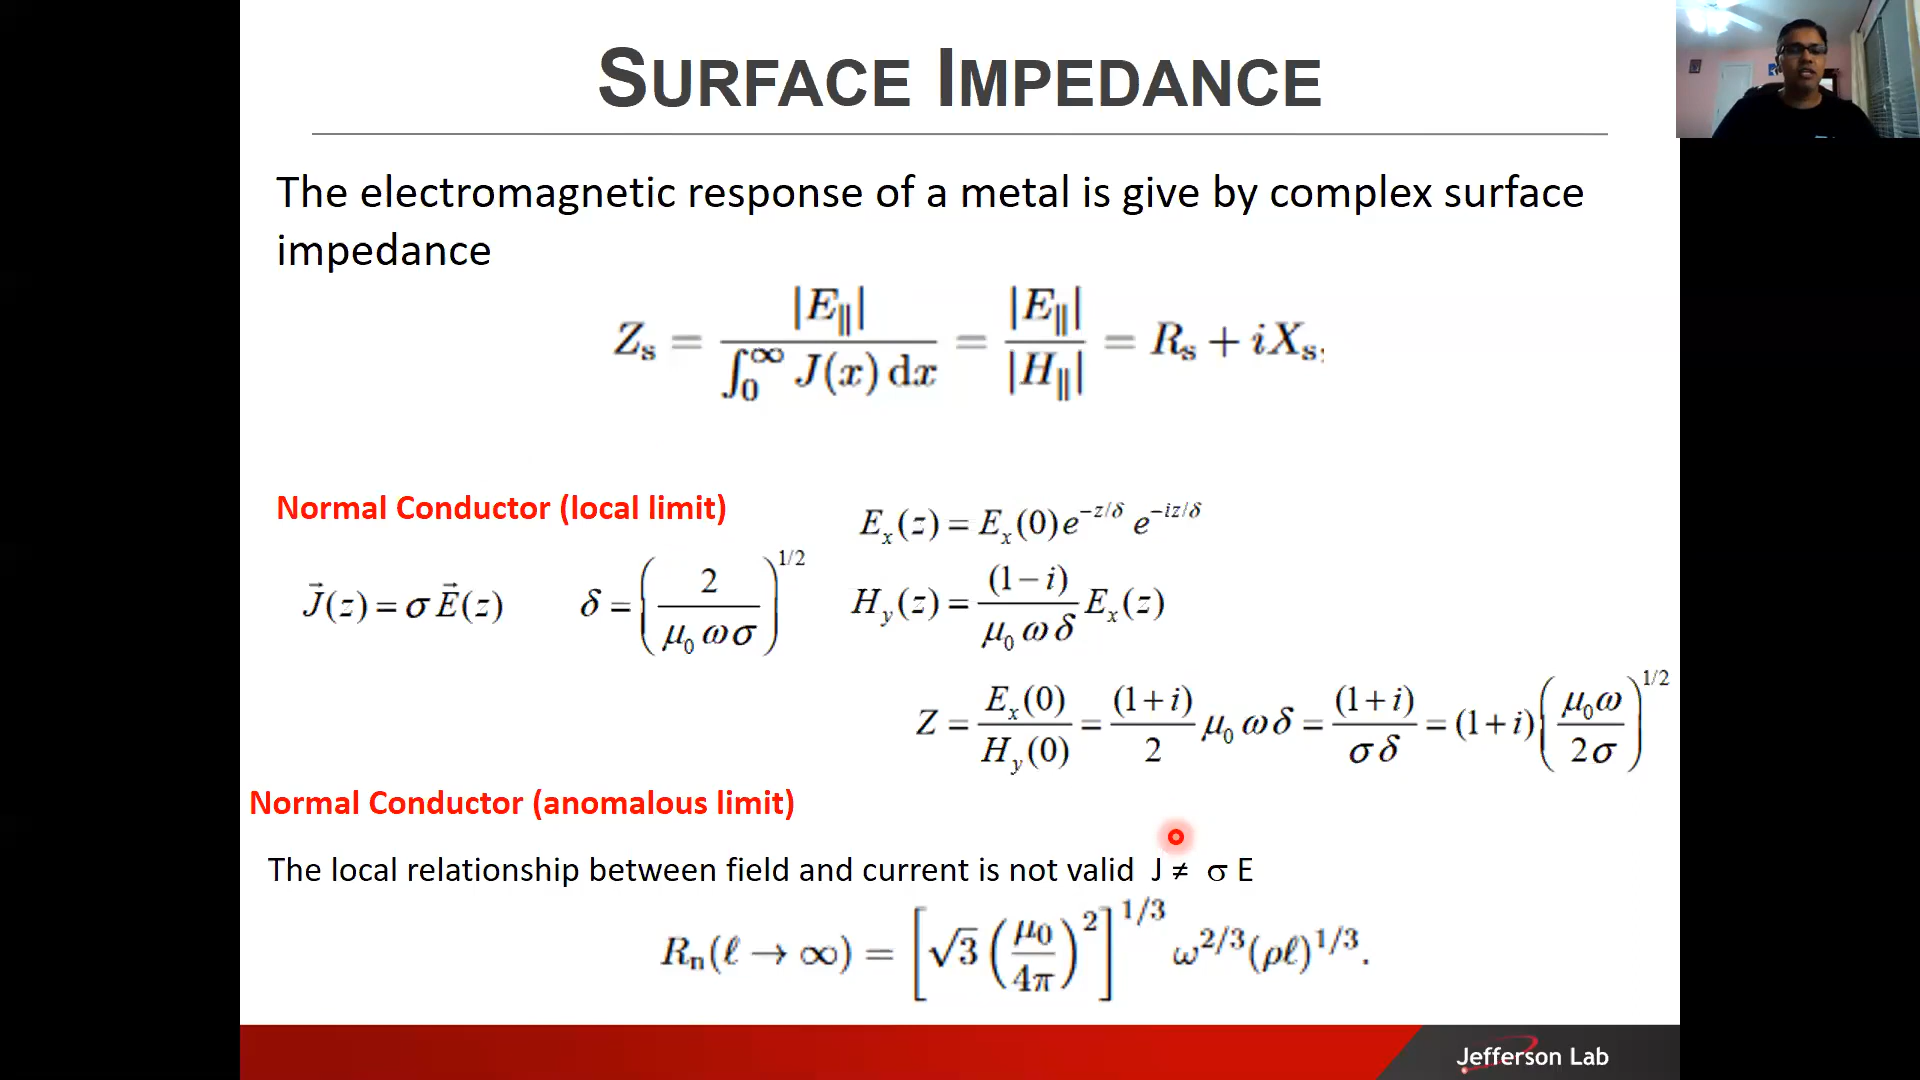 SURFACE IMPEDANCE
The electromagnetic response of a metal is give by complex surface
impedance
Z_s = |E_∥| / ∫_0^∞ J(x) dx = |E_∥| / |H_∥| = R_s + iX_s,
Normal Conductor (local limit)
E_x(z) = E_x(0) e^{-z/δ} e^{-iz/δ}
J⃗(z) = σ E⃗(z)
δ = (2 / μ_0 ω σ)^{1/2}
H_y(z) = (1 − i) / (μ_0 ω δ) E_x(z)
Z = E_x(0) / H_y(0) = (1 + i) / 2 μ_0 ω δ = (1 + i) / (σ δ) = (1 + i) (μ_0 ω / 2σ)^{1/2}
Normal Conductor (anomalous limit)
The local relationship between field and current is not valid J ≠ σ E
R_n(ℓ → ∞) = [√3 (μ_0 / 4π)^2]^{1/3} ω^{2/3} (ρℓ)^{1/3}.
Jefferson Lab